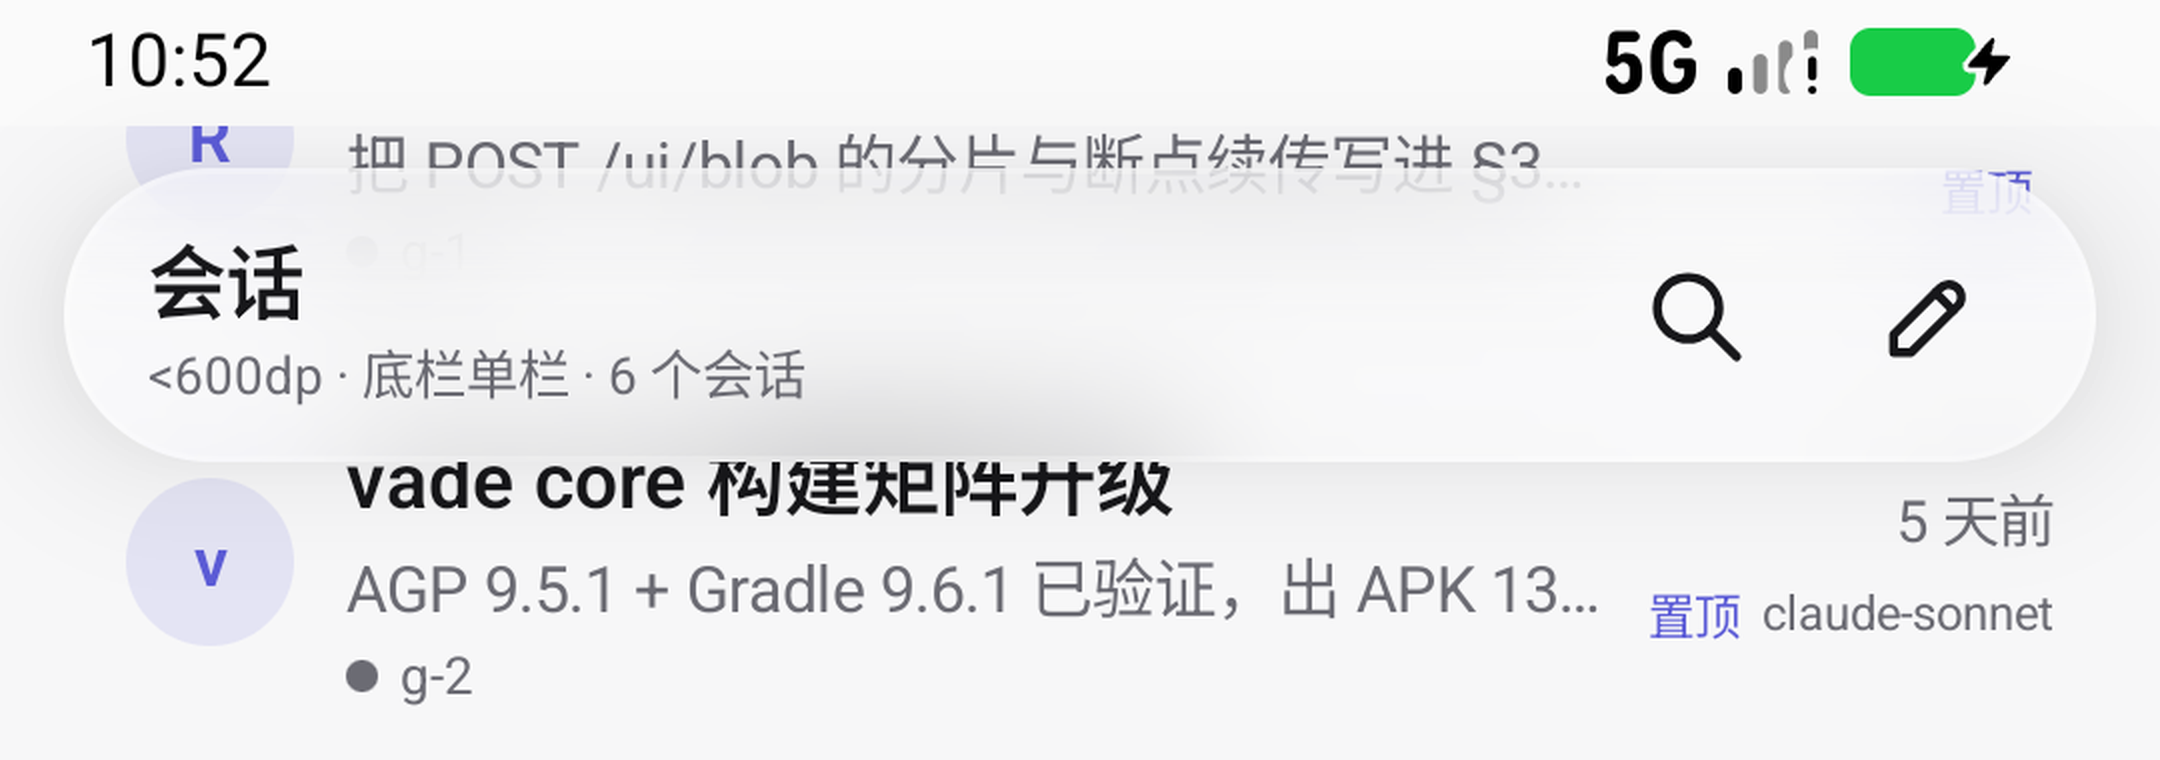 10:52 5G
R
把 POST /ui/blob 的分片与断点续传写进 S3...
置顶
g-1
会话
<600dp · 底栏单栏 · 6 个会话
vade core 构建矩阵升级
5 天前
v
AGP 9.5.1 + Gradle 9.6.1 已验证，出 APK 13...
置顶 claude-sonnet
g-2